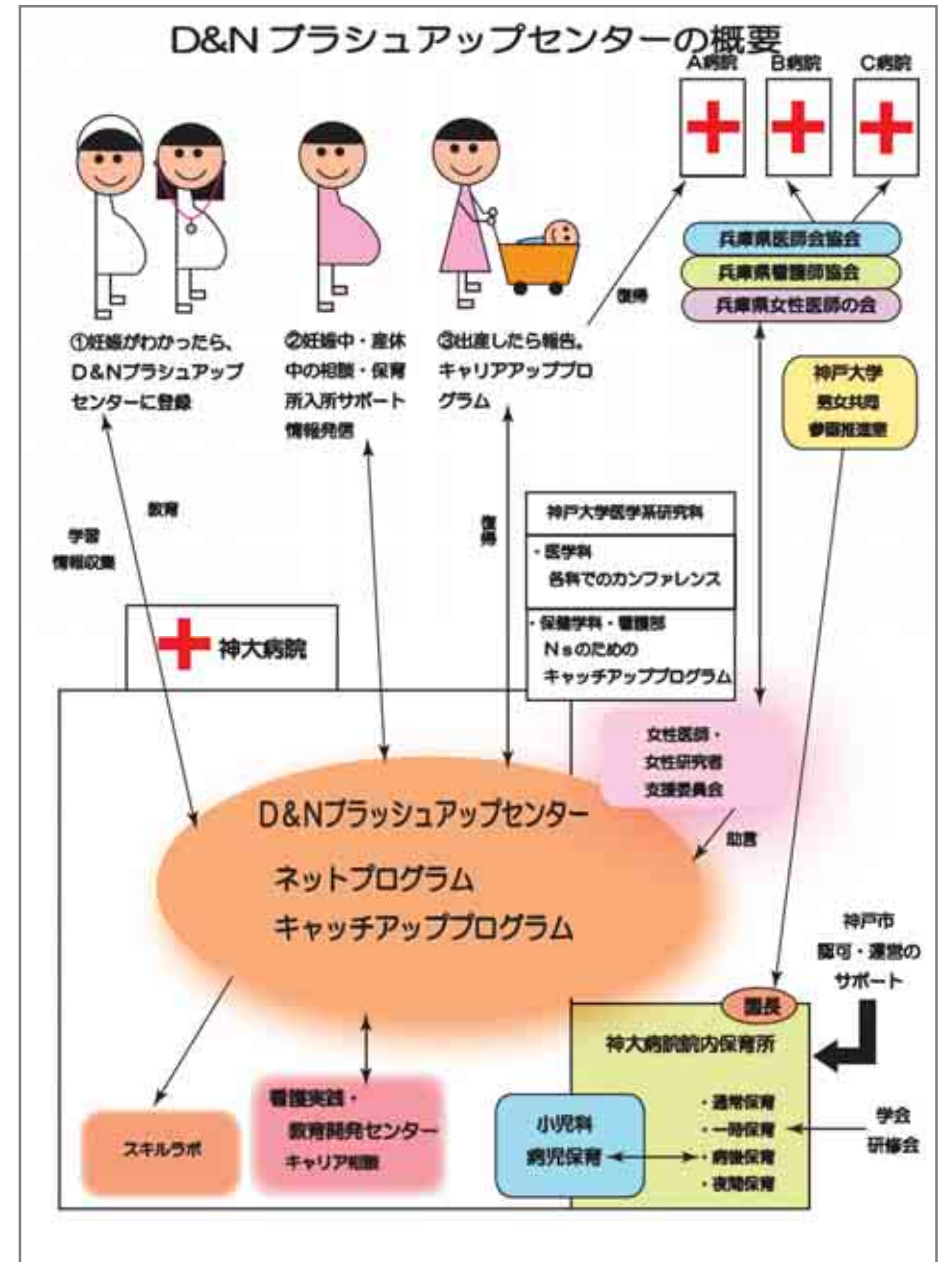 D&N ブラシュアップセンターの概要
A病院
B病院
C病院
兵庫県医師会協会
兵庫県看護師協会
兵庫県女性医師の会
復帰
①妊娠がわかったら、
D&Nブラシュアップ
センターに登録
②妊娠中・産休
中の相談・保育
所入所サポート
情報発信
③出産したら報告。
キャリアアッププロ
グラム
神戸大学
男女共同
参画推進室
教育
学習
情報収集
復帰
神戸大学医学系研究科
・医学科
各科でのカンファレンス
・保健学科・看護部
Nsのための
キャッチアッププログラム
神大病院
女性医師・
女性研究者
支援委員会
助言
D&Nブラッシュアップセンター
ネットプログラム
キャッチアッププログラム
神戸市
認可・運営の
サポート
園長
神大病院院内保育所
・通常保育
・一時保育
・病後保育
・夜間保育
学会
研修会
小児科
病児保育
看護実践・
教育開発センター
キャリア相談
スキルラボ